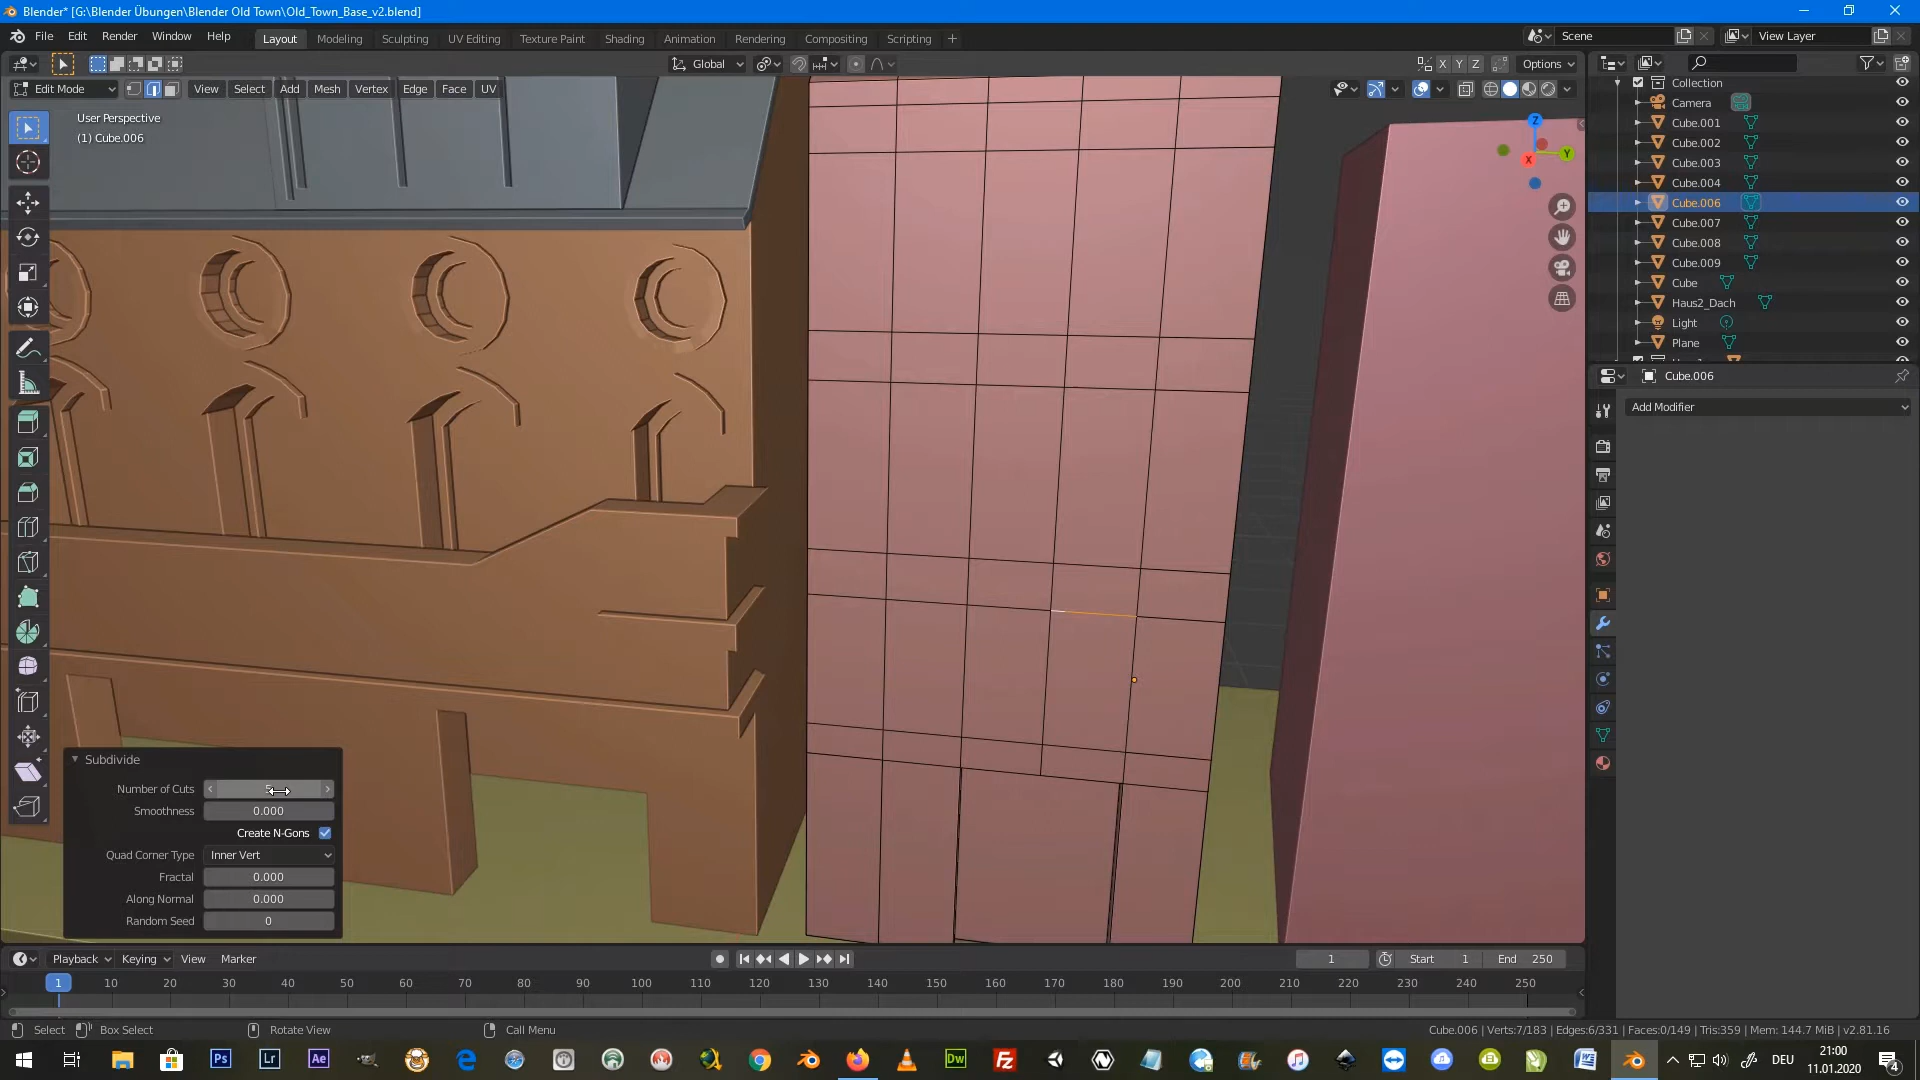 Blender* [G:\Blender Übungen\Blender Old Town\Old_Town_Base_v2.blend]
File Edit Render Window Help Layout Modeling Sculpting UV Editing Texture Paint Shading Animation Rendering Compositing Scripting + Scene View Layer
Global X Y Z Options
Edit Mode View Select Add Mesh Vertex Edge Face UV
User Perspective
(1) Cube.006
Z
Y
X
Collection
Camera
Cube.001
Cube.002
Cube.003
Cube.004
Cube.006
Cube.007
Cube.008
Cube.009
Cube
Haus2_Dach
Light
Plane
Cube.006
Add Modifier
Subdivide
Number of Cuts
Smoothness 0.000
Create N-Gons
Quad Corner Type Inner Vert
Fractal 0.000
Along Normal 0.000
Random Seed 0
Playback Keying View Marker 1 Start 1 End 250
1 10 20 30 40 50 60 70 80 90 100 110 120 130 140 150 160 170 180 190 200 210 220 230 240 250
Select Box Select Rotate View Call Menu Cube.006 | Verts:7/183 | Edges:6/331 | Faces:0/149 | Tris:359 | Mem: 144.7 MiB | v2.81.16
Ps Lr Ae Dw Fz W DEU 21:00
11.01.2020 4